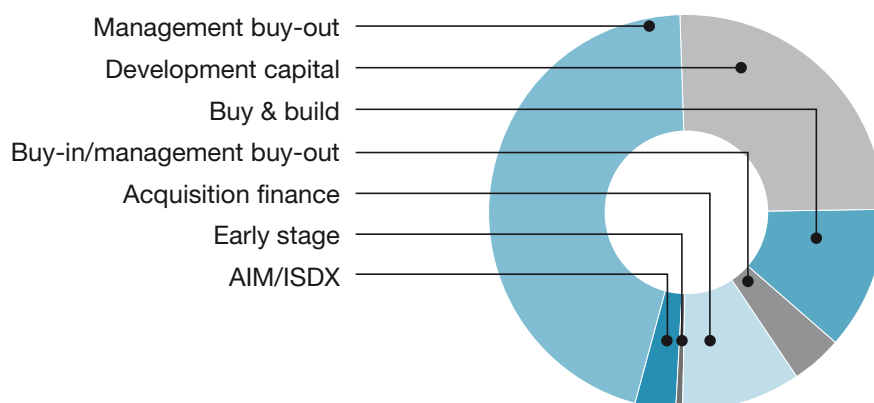 Management buy-out
Development capital
Buy & build
Buy-in/management buy-out
Acquisition finance
Early stage
AIM/ISDX